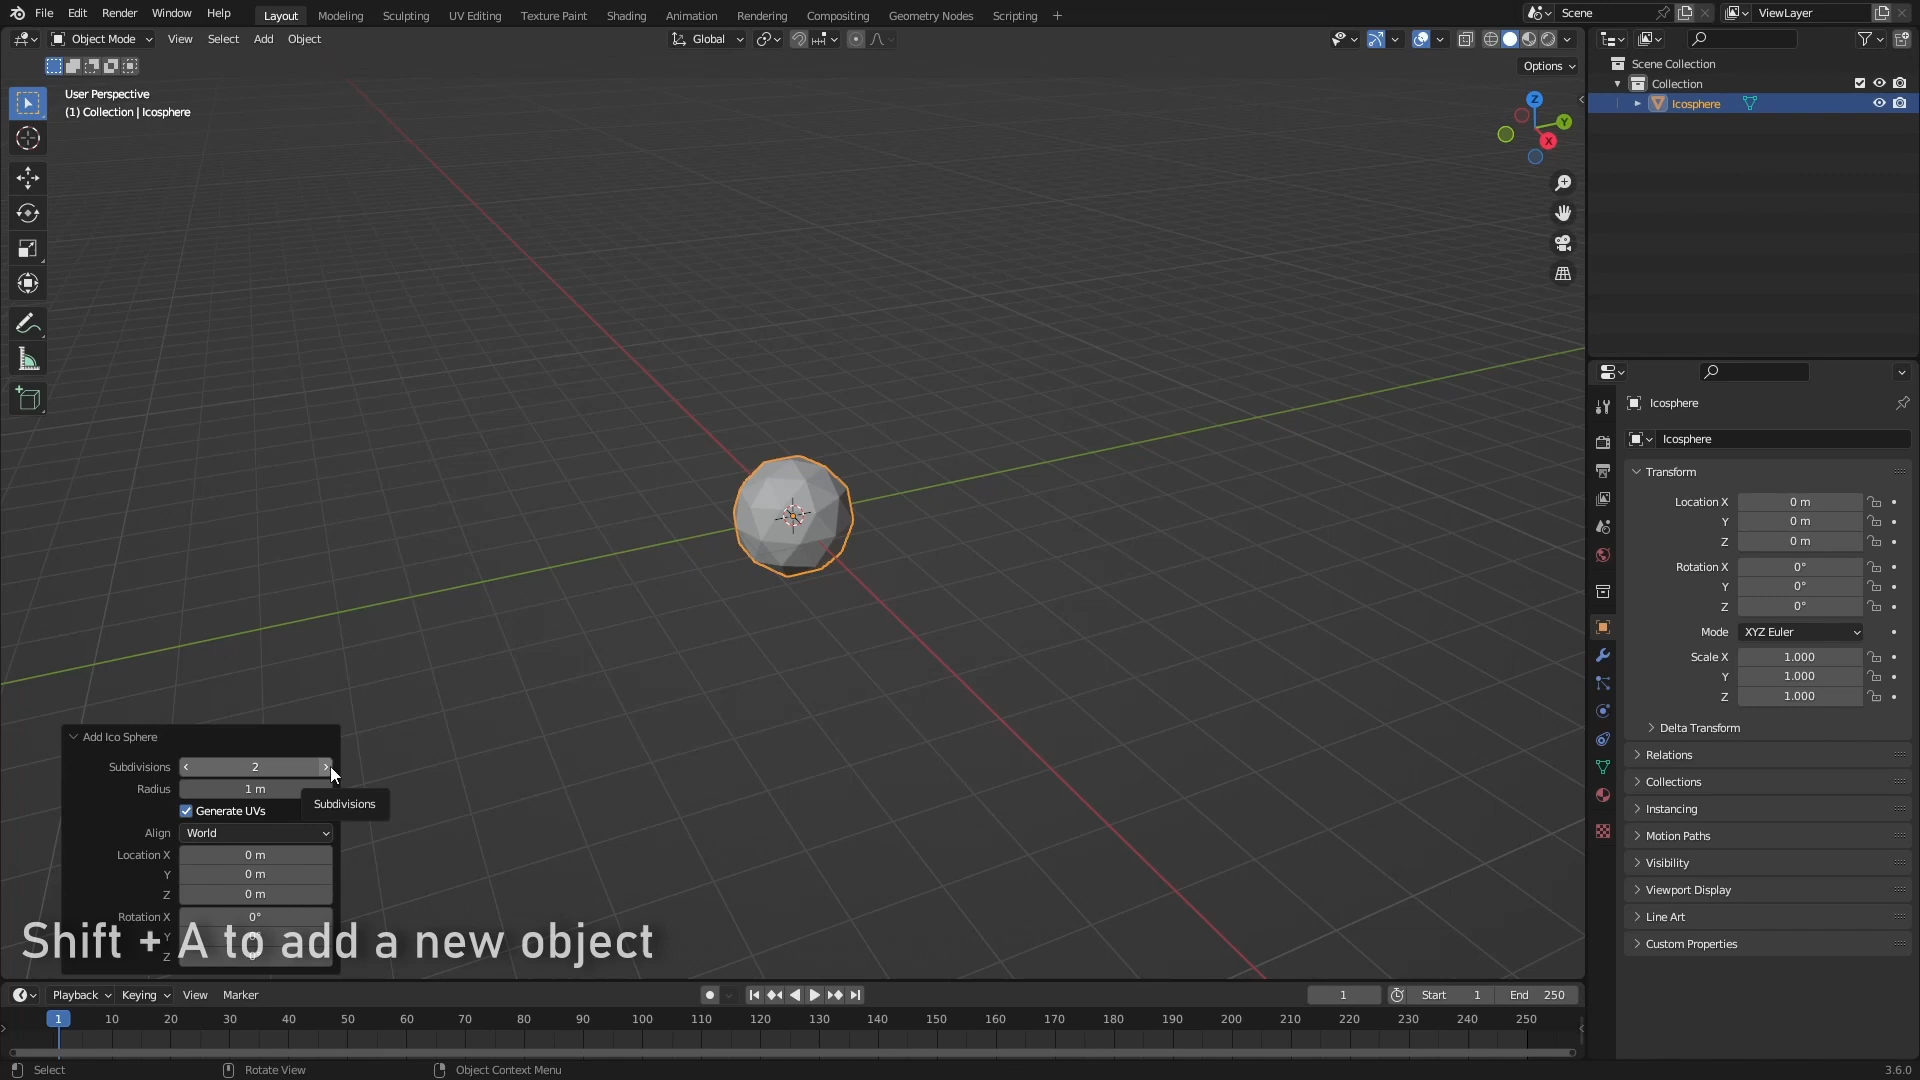 File Edit Render Window Help Layout Modeling Sculpting UV Editing Texture Paint Shading Animation Rendering Compositing Geometry Nodes Scripting + Scene ViewLayer
Object Mode View Select Add Object Global
Options
User Perspective
(1) Collection | Icosphere
Z
Y
X
Scene Collection
Collection
Icosphere
Icosphere
Icosphere
Transform
Location X 0 m
Y 0 m
Z 0 m
Rotation X 0°
Y 0°
Z 0°
Mode XYZ Euler
Scale X 1.000
Y 1.000
Z 1.000
Delta Transform
Relations
Collections
Instancing
Motion Paths
Visibility
Viewport Display
Line Art
Custom Properties
Add Ico Sphere
Subdivisions 2
Radius 1 m
Subdivisions
Generate UVs
Align World
Location X 0 m
Y 0 m
Z 0 m
Rotation X 0°
Y 0°
Z 0°
Shift + A to add a new object
Playback Keying View Marker 1 Start 1 End 250
1 10 20 30 40 50 60 70 80 90 100 110 120 130 140 150 160 170 180 190 200 210 220 230 240 250
Select Rotate View Object Context Menu 3.6.0